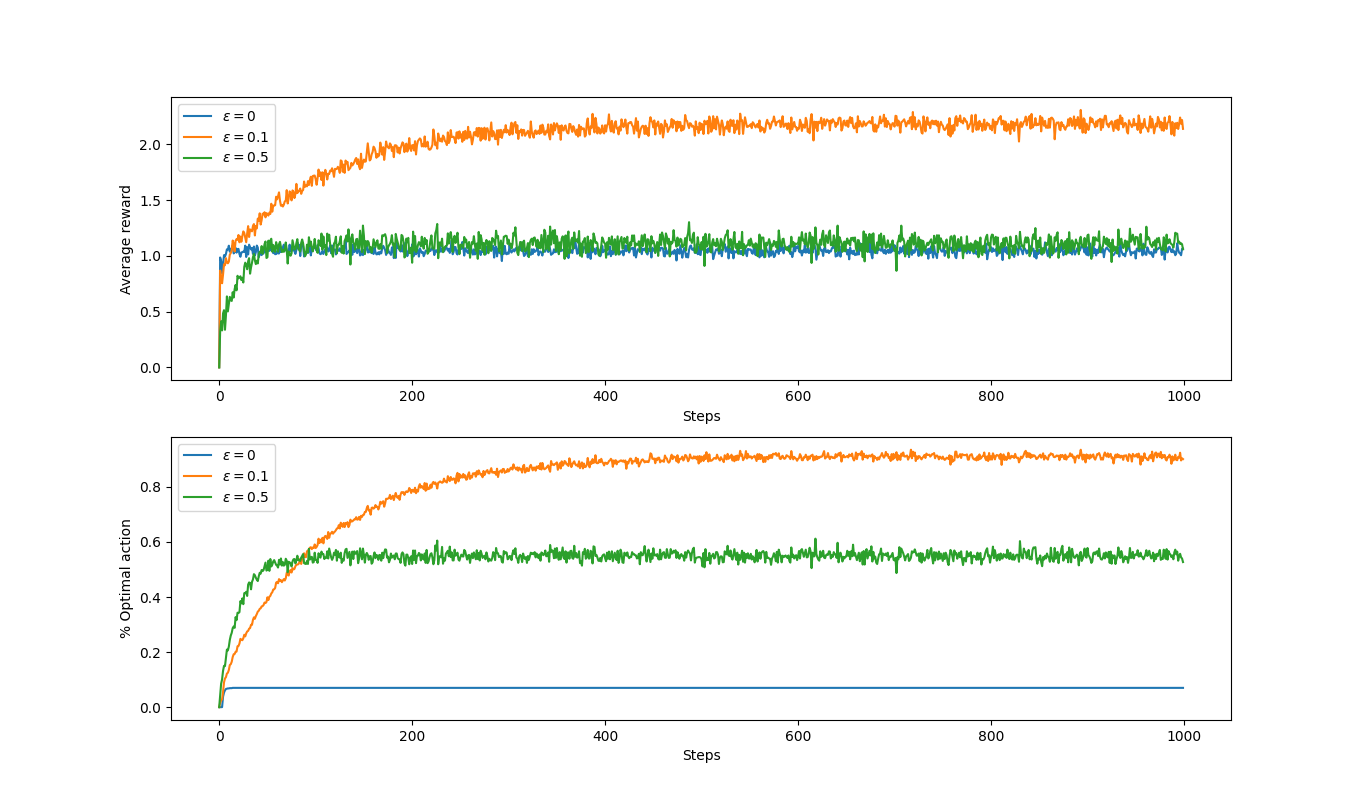 ε = 0
ε = 0.1
ε = 0.5
Average reward
2.0
1.5
1.0
0.5
0.0
0 200 400 600 800 1000
Steps
ε = 0
ε = 0.1
ε = 0.5
% Optimal action
0.8
0.6
0.4
0.2
0.0
0 200 400 600 800 1000
Steps